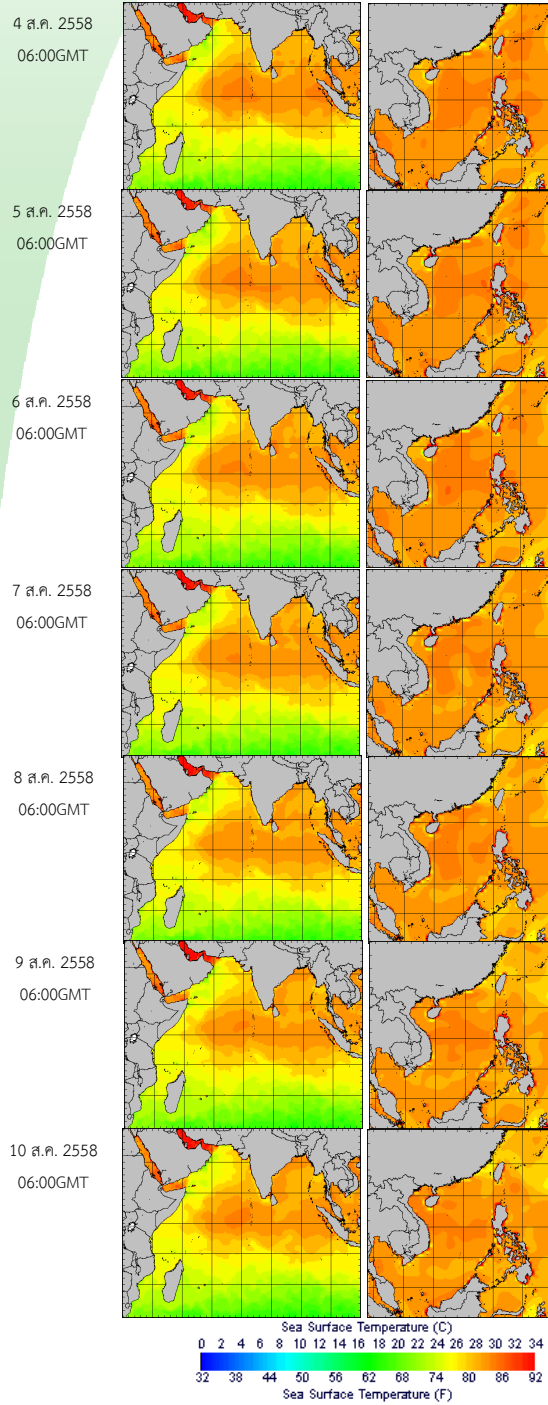 4 ส.ค. 2558
06:00GMT
5 ส.ค. 2558
06:00GMT
6 ส.ค. 2558
06:00GMT
7 ส.ค. 2558
06:00GMT
8 ส.ค. 2558
06:00GMT
9 ส.ค. 2558
06:00GMT
10 ส.ค. 2558
06:00GMT
Sea Surface Temperature (C)
0 2 4 6 8 10 12 14 16 18 20 22 24 26 28 30 32 34
32 38 44 50 56 62 68 74 80 86 92
Sea Surface Temperature (F)